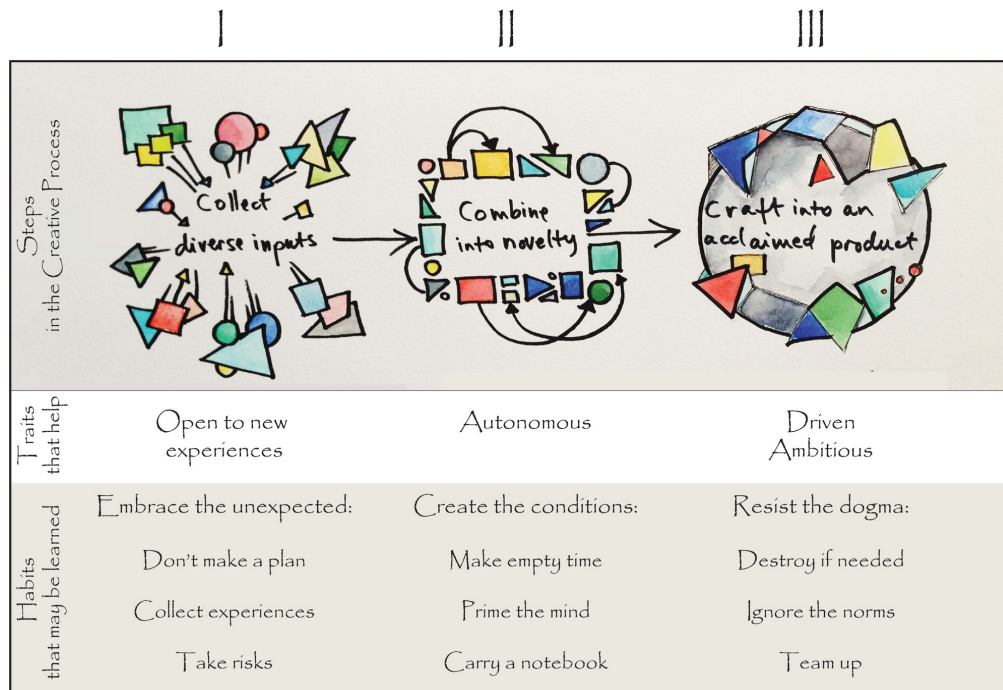 I
II
III
Steps
in the Creative Process
Collect
diverse inputs
Combine
into novelty
Craft into an
acclaimed product
Traits
that help
Open to new
experiences
Autonomous
Driven
Ambitious
Habits
that may be learned
Embrace the unexpected:
Don't make a plan
Collect experiences
Take risks
Create the conditions:
Make empty time
Prime the mind
Carry a notebook
Resist the dogma:
Destroy if needed
Ignore the norms
Team up